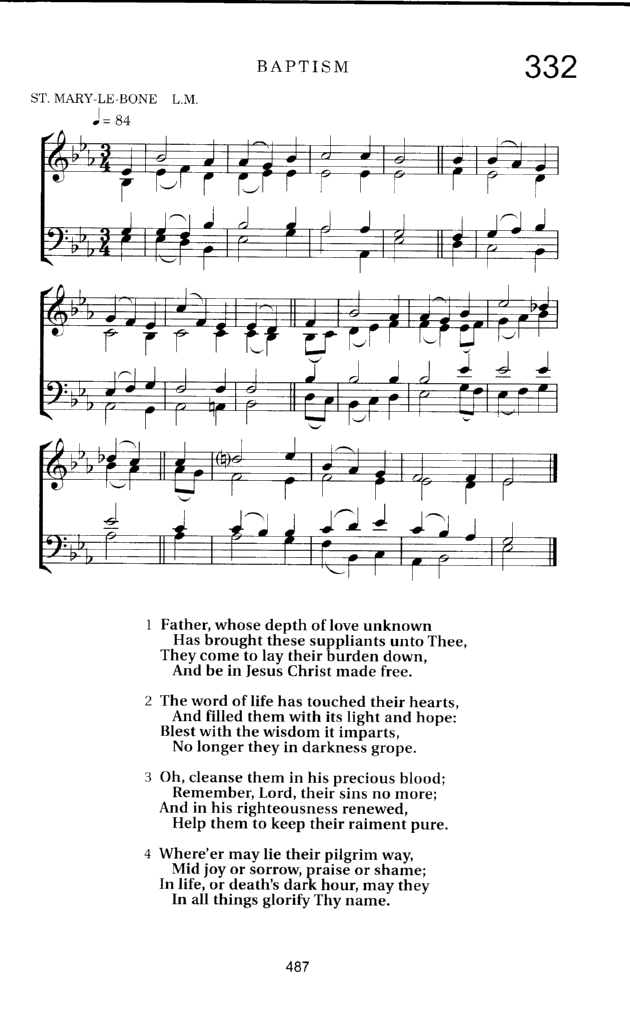 BAPTISM 332
ST. MARY-LE-BONE L.M.
♩ = 84
1 Father, whose depth of love unknown
Has brought these suppliants unto Thee,
They come to lay their burden down,
And be in Jesus Christ made free.
2 The word of life has touched their hearts,
And filled them with its light and hope:
Blest with the wisdom it imparts,
No longer they in darkness grope.
3 Oh, cleanse them in his precious blood;
Remember, Lord, their sins no more;
And in his righteousness renewed,
Help them to keep their raiment pure.
4 Where'er may lie their pilgrim way,
Mid joy or sorrow, praise or shame;
In life, or death's dark hour, may they
In all things glorify Thy name.
487